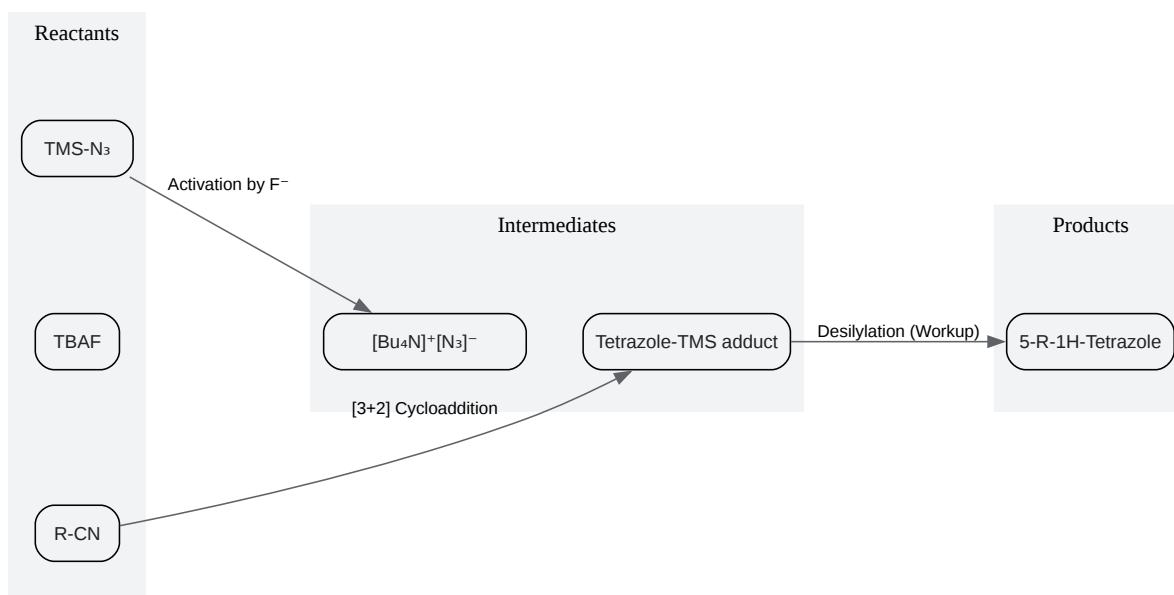 Reactants
TMS-N₃
Activation by F⁻
Intermediates
Products
TBAF
[Bu₄N]⁺[N₃]⁻
Tetrazole-TMS adduct
Desilylation (Workup)
5-R-1H-Tetrazole
[3+2] Cycloaddition
R-CN